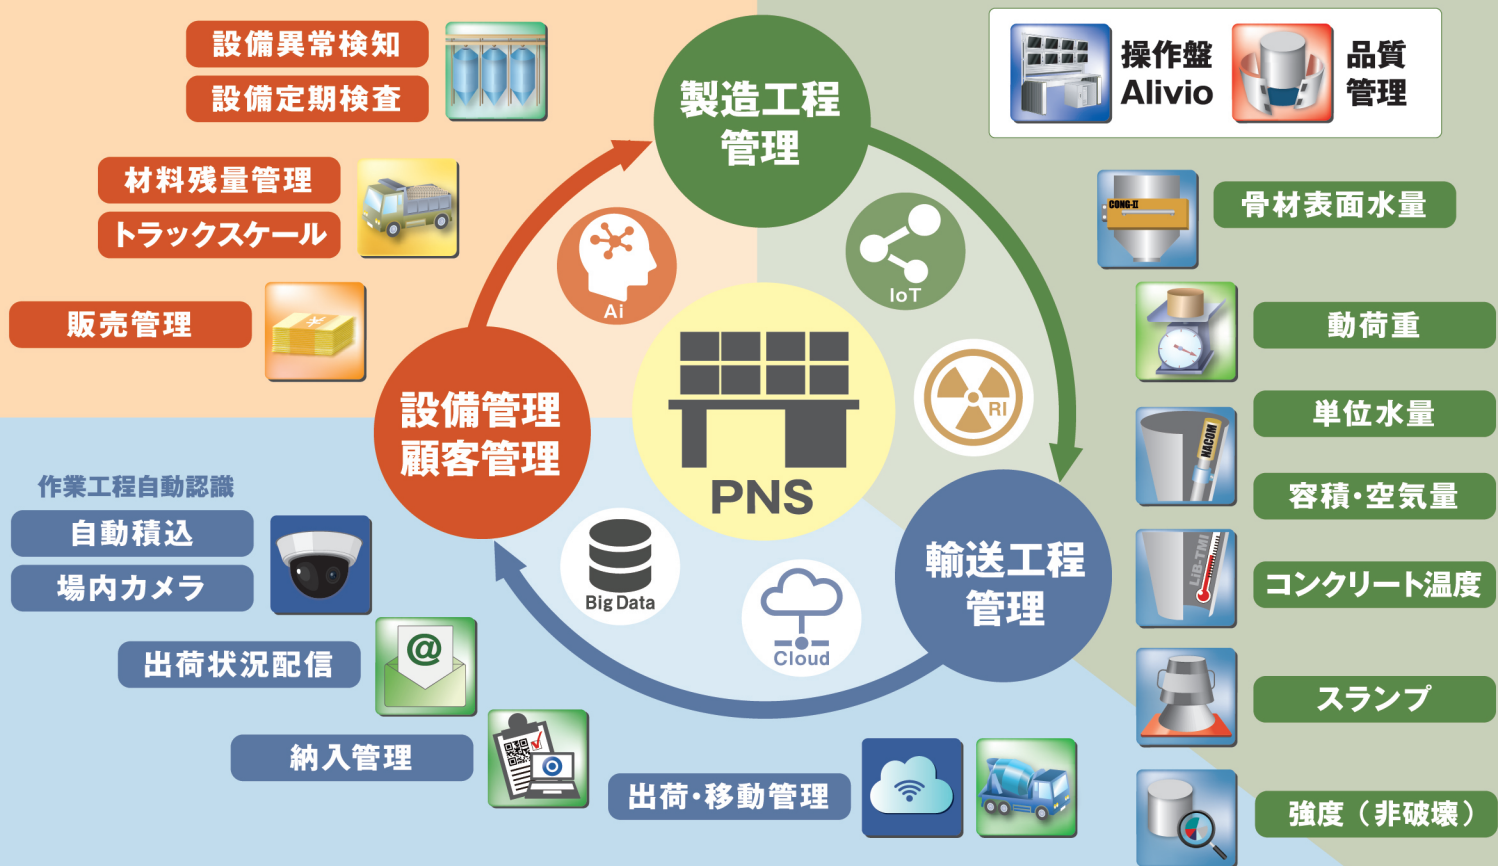 設備異常検知
設備定期検査
材料残量管理
トラックスケール
販売管理
製造工程
管理
操作盤
Alivio
品質
管理
CONG-II
骨材表面水量
動荷重
NACOM
単位水量
容積・空気量
LiB-TMI
コンクリート温度
スランプ
強度（非破壊）
Ai
IoT
RI
PNS
Big Data
Cloud
設備管理
顧客管理
輸送工程
管理
作業工程自動認識
自動積込
場内カメラ
出荷状況配信
@
納入管理
出荷・移動管理